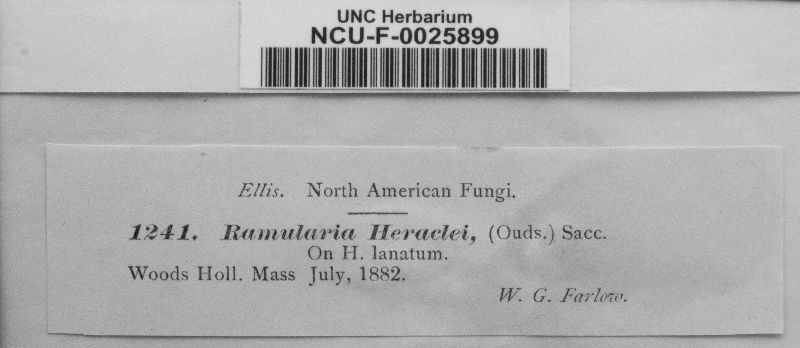 UNC Herbarium
NCU-F-0025899
Ellis. North American Fungi.
1241. Ramularia Heraclei, (Ouds.) Sacc.
On H. lanatum.
Woods Holl. Mass July, 1882.
W. G. Farlow.